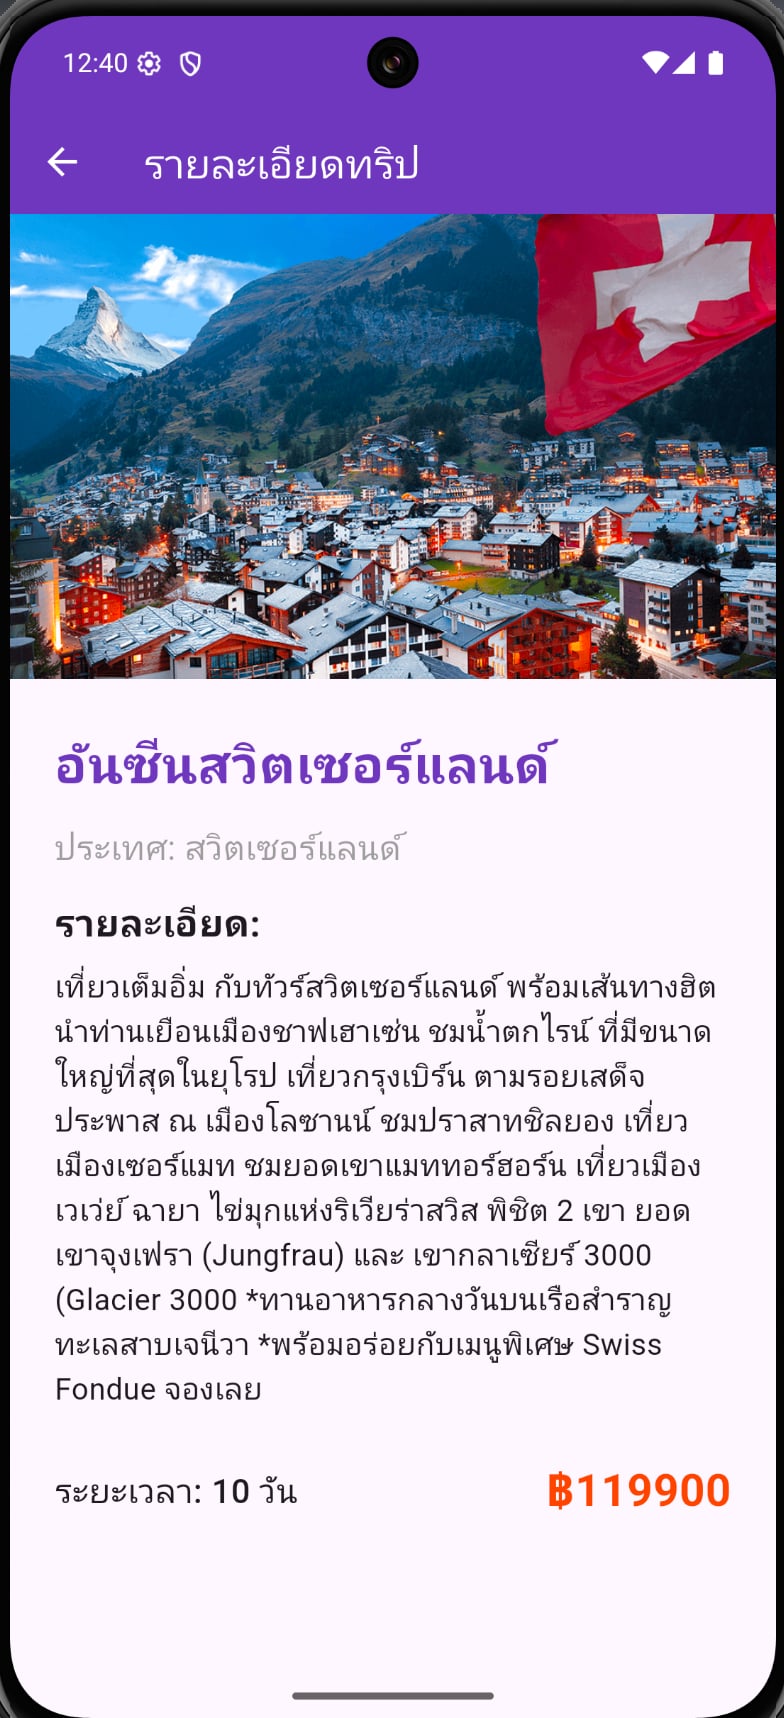 12:40
รายละเอียดทริป
อันซีนสวิตเซอร์แลนด์
ประเทศ: สวิตเซอร์แลนด์
รายละเอียด:
เที่ยวเต็มอิ่ม กับทัวร์สวิตเซอร์แลนด์ พร้อมเส้นทางฮิต
นำท่านเยือนเมืองชาฟเฮาเซ่น ชมน้ำตกไรน์ ที่มีขนาด
ใหญ่ที่สุดในยุโรป เที่ยวกรุงเบิร์น ตามรอยเสด็จ
ประพาส ณ เมืองโลซานน์ ชมปราสาทชิลยอง เที่ยว
เมืองเซอร์แมท ชมยอดเขาแมททอร์ฮอร์น เที่ยวเมือง
เวเว่ย์ ฉายา ไข่มุกแห่งริเวียร่าสวิส พิชิต 2 เขา ยอด
เขาจุงเฟรา (Jungfrau) และ เขากลาเซียร์ 3000
(Glacier 3000 *ทานอาหารกลางวันบนเรือสำราญ
ทะเลสาบเจนีวา *พร้อมอร่อยกับเมนูพิเศษ Swiss
Fondue จองเลย
ระยะเวลา: 10 วัน ฿119900